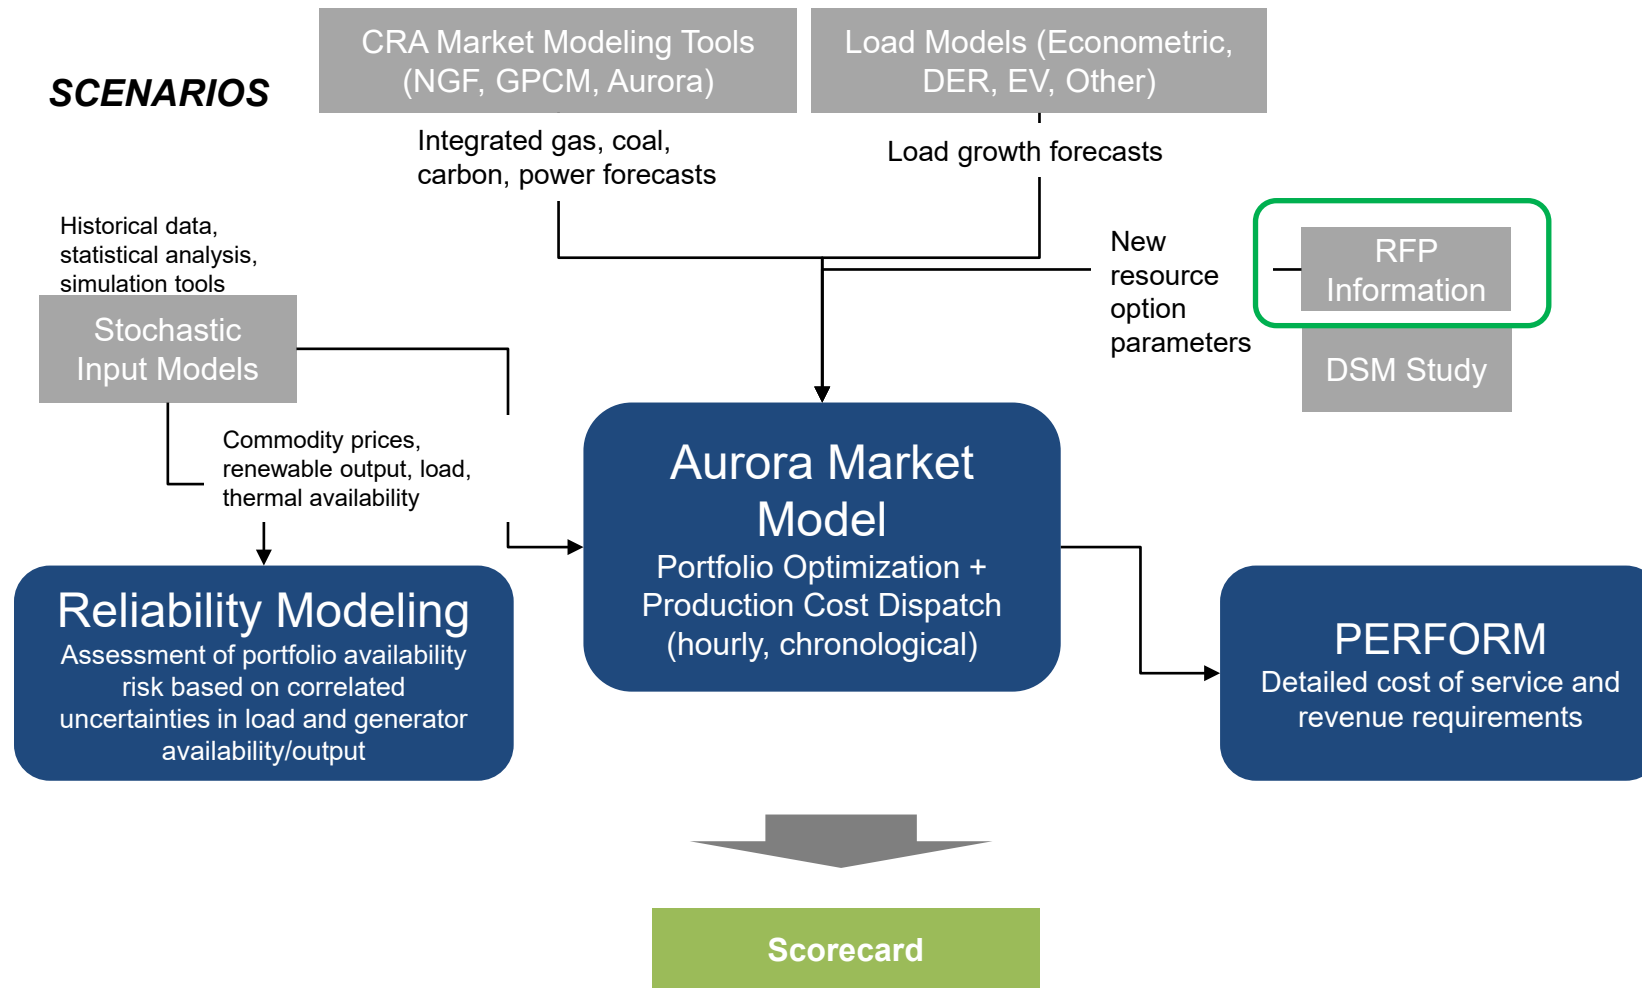 SCENARIOS
CRA Market Modeling Tools
(NGF, GPCM, Aurora)
Load Models (Econometric,
DER, EV, Other)
Integrated gas, coal,
carbon, power forecasts
Load growth forecasts
Historical data,
statistical analysis,
simulation tools
Stochastic
Input Models
New
resource
option
parameters
RFP
Information
DSM Study
Commodity prices,
renewable output, load,
thermal availability
Aurora Market
Model
Portfolio Optimization +
Production Cost Dispatch
(hourly, chronological)
Reliability Modeling
Assessment of portfolio availability
risk based on correlated
uncertainties in load and generator
availability/output
PERFORM
Detailed cost of service and
revenue requirements
Scorecard